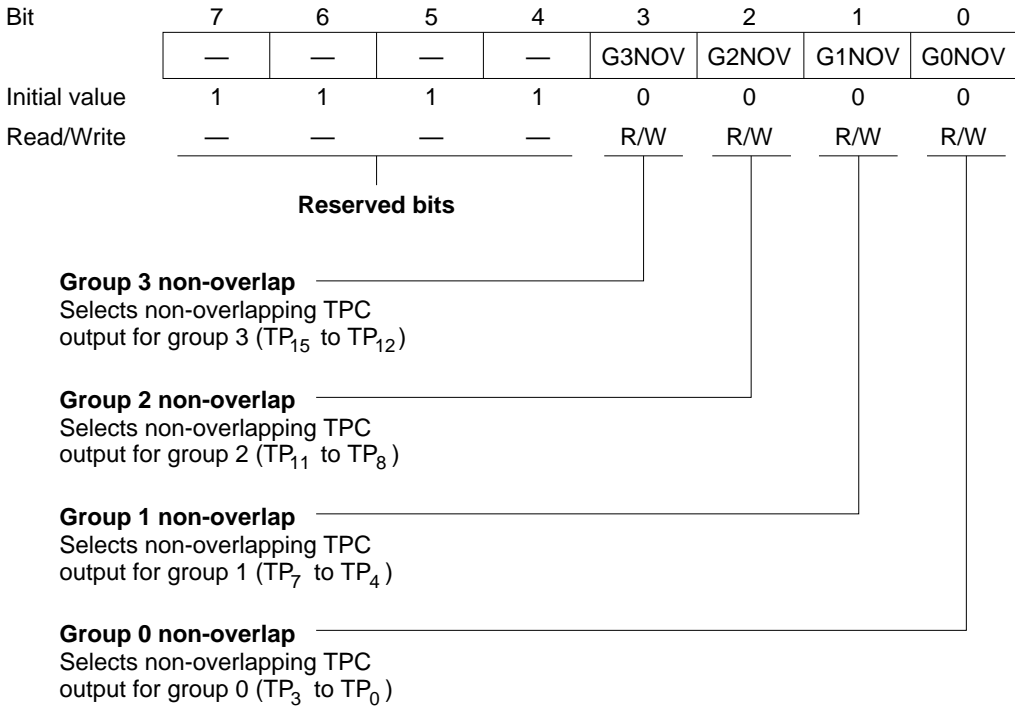 Bit 7 6 5 4 3 2 1 0
— — — — G3NOV G2NOV G1NOV G0NOV
Initial value 1 1 1 1 0 0 0 0
Read/Write — — — — R/W R/W R/W R/W
Reserved bits
Group 3 non-overlap
Selects non-overlapping TPC
output for group 3 (TP15 to TP12)
Group 2 non-overlap
Selects non-overlapping TPC
output for group 2 (TP11 to TP8)
Group 1 non-overlap
Selects non-overlapping TPC
output for group 1 (TP7 to TP4)
Group 0 non-overlap
Selects non-overlapping TPC
output for group 0 (TP3 to TP0)